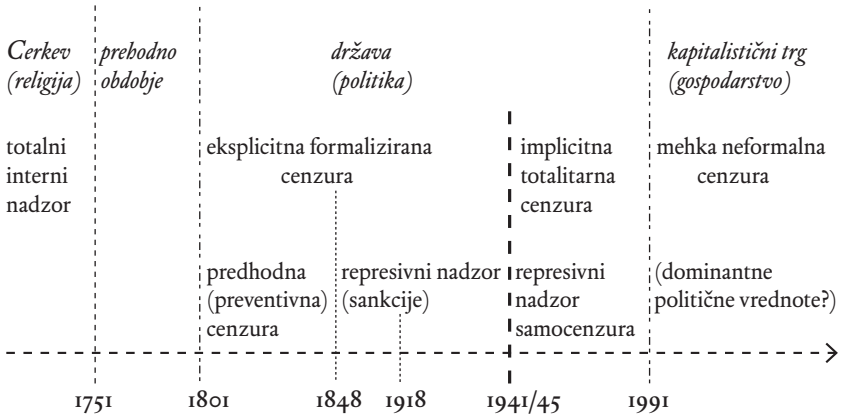 Cerkev
(religija)
prehodno
obdobje
država
(politika)
kapitalistični trg
(gospodarstvo)
totalni
interni
nadzor
eksplicitna formalizirana
cenzura
implicitna
totalitarna
cenzura
mehka neformalna
cenzura
predhodna
(preventivna)
cenzura
represivni nadzor
(sankcije)
represivni
nadzor
samocenzura
(dominantne
politične vrednote?)
1751 1801 1848 1918 1941/45 1991